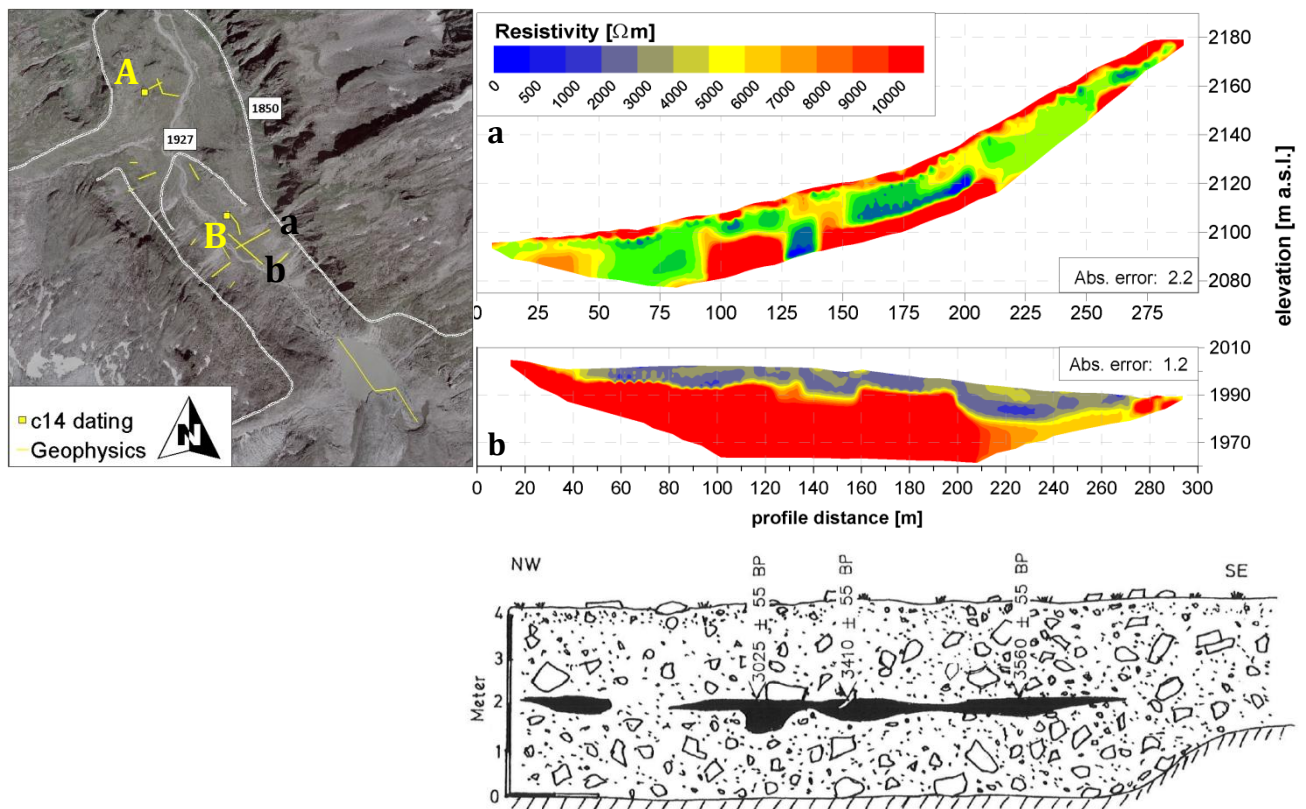 A
1850
1927
B
a
b
c14 dating
Geophysics
N
Resistivity [Ωm]
0 500 1000 2000 3000 4000 5000 6000 7000 8000 9000 10000
a
2180
2160
2140
2120
2100
2080
elevation [m a.s.l.]
Abs. error: 2.2
0 25 50 75 100 125 150 175 200 225 250 275
Abs. error: 1.2
2010
1990
1970
b
0 20 40 60 80 100 120 140 160 180 200 220 240 260 280 300
profile distance [m]
NW
SE
3025 ± 55 BP
3410 ± 55 BP
3560 ± 55 BP
4
3
2
1
0
Meter